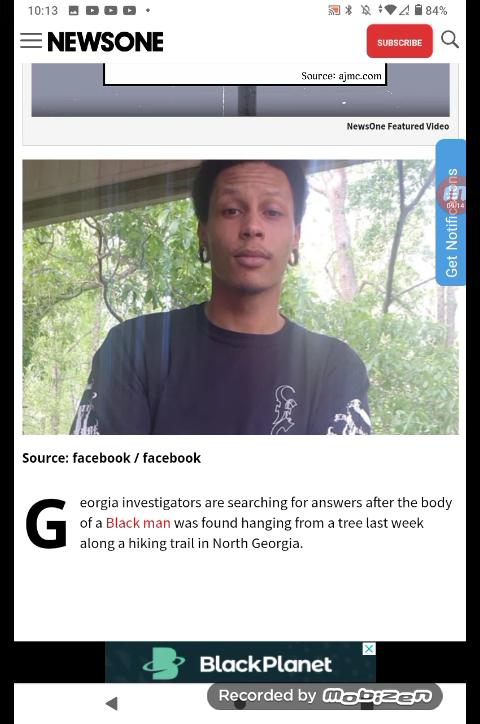 10:13
84%
NEWSONE
SUBSCRIBE
Source: ajmc.com
NewsOne Featured Video
Get Notifications
Source: facebook / facebook
Georgia investigators are searching for answers after the body
of a Black man was found hanging from a tree last week
along a hiking trail in North Georgia.
BlackPlanet
Recorded by mobizen